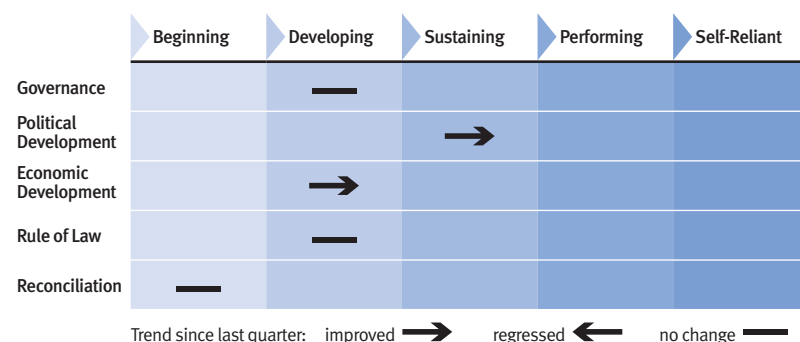 Beginning Developing Sustaining Performing Self-Reliant
Governance
Political
Development
Economic
Development
Rule of Law
Reconciliation
Trend since last quarter: improved regressed no change